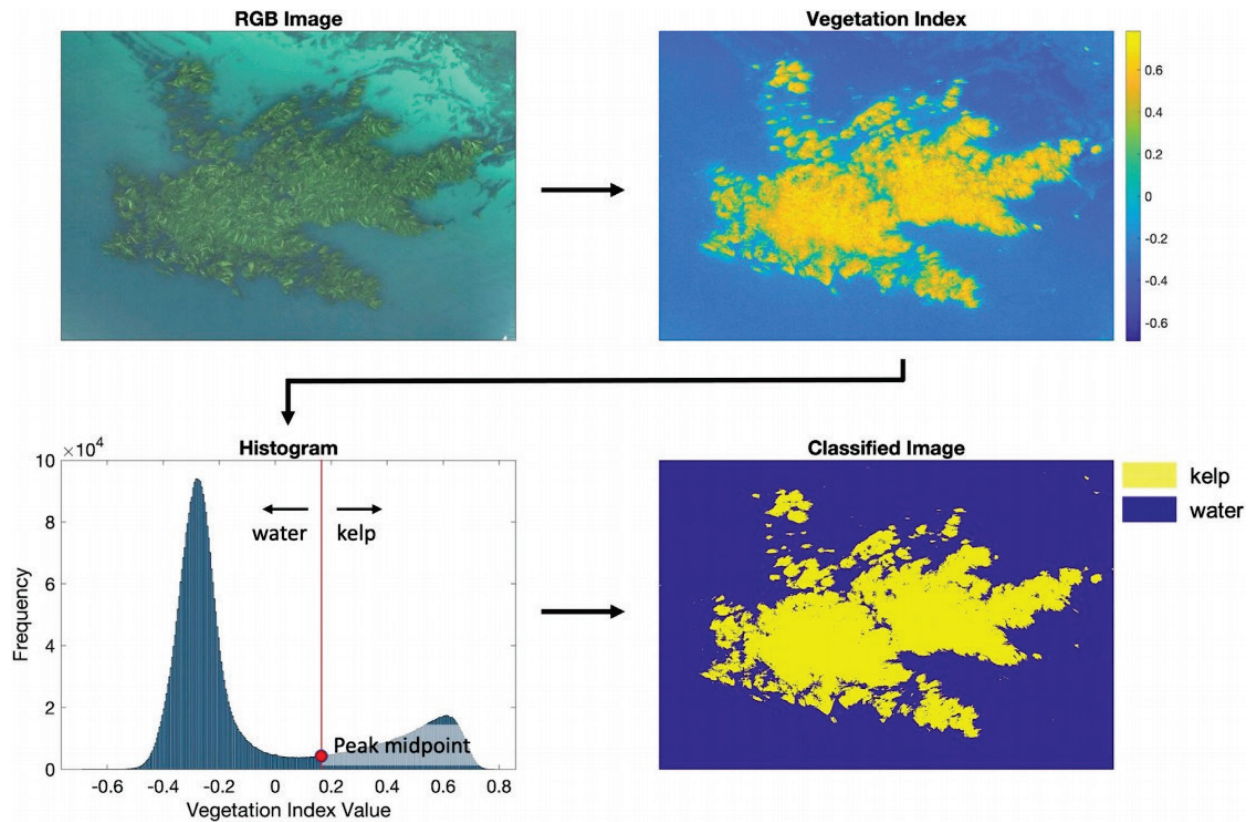 RGB Image
Vegetation Index
0.6
0.4
0.2
0
-0.2
-0.4
-0.6
Histogram
×10⁴
10
8
6
4
2
0
Frequency
water
kelp
Peak midpoint
-0.6
-0.4
-0.2
0
0.2
0.4
0.6
0.8
Vegetation Index Value
Classified Image
kelp
water